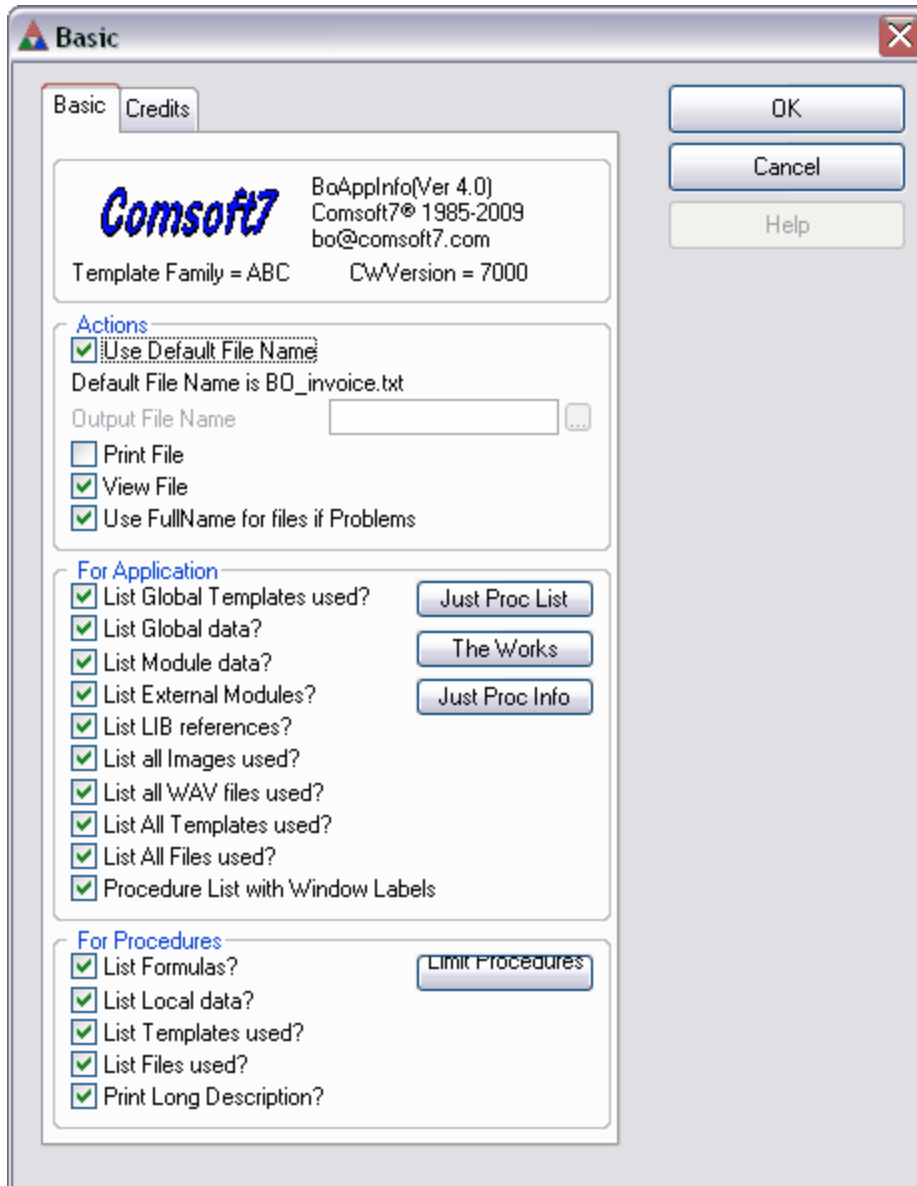 Basic
Basic Credits
OK
Cancel
Help
Comsoft7
BoAppInfo(Ver 4.0)
Comsoft7® 1985-2009
bo@comsoft7.com
Template Family = ABC CWVersion = 7000
Actions
Use Default File Name
Default File Name is BO_invoice.txt
Output File Name ...
Print File
View File
Use FullName for files if Problems
For Application
List Global Templates used? Just Proc List
List Global data?
The Works
List Module data?
List External Modules? Just Proc Info
List LIB references?
List all Images used?
List all WAV files used?
List All Templates used?
List All Files used?
Procedure List with Window Labels
For Procedures
List Formulas? Limit Procedures
List Local data?
List Templates used?
List Files used?
Print Long Description?